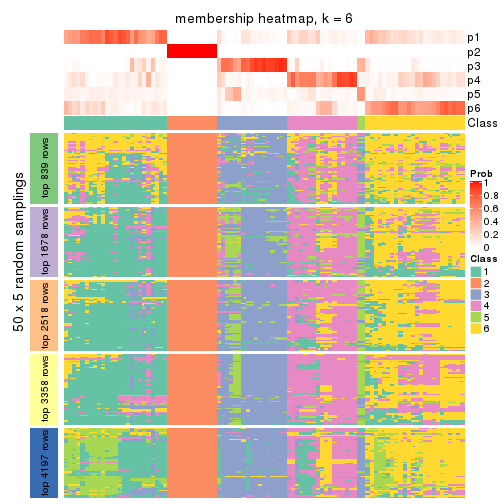 membership heatmap, k = 6
p1
p2
p3
p4
p5
p6
Class
50 x 5 random samplings
top 839 rows
top 1678 rows
top 2518 rows
top 3358 rows
top 4197 rows
Prob
1
0.8
0.6
0.4
0.2
0
Class
1
2
3
4
5
6